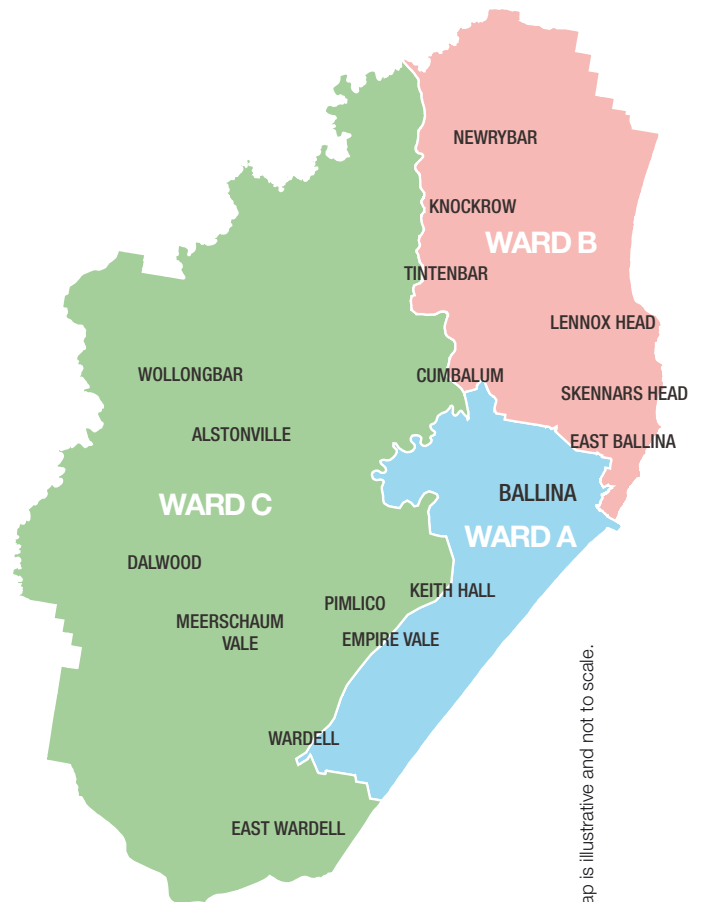 NEWRYBAR
KNOCKROW
WARD B
TINTENBAR
LENNOX HEAD
WOLLONGBAR
CUMBALUM
SKENNARS HEAD
ALSTONVILLE
EAST BALLINA
BALLINA
WARD C
WARD A
DALWOOD
KEITH HALL
PIMLICO
MEERSCHAUM
VALE
EMPIRE VALE
WARDELL
EAST WARDELL
ap is illustrative and not to scale.